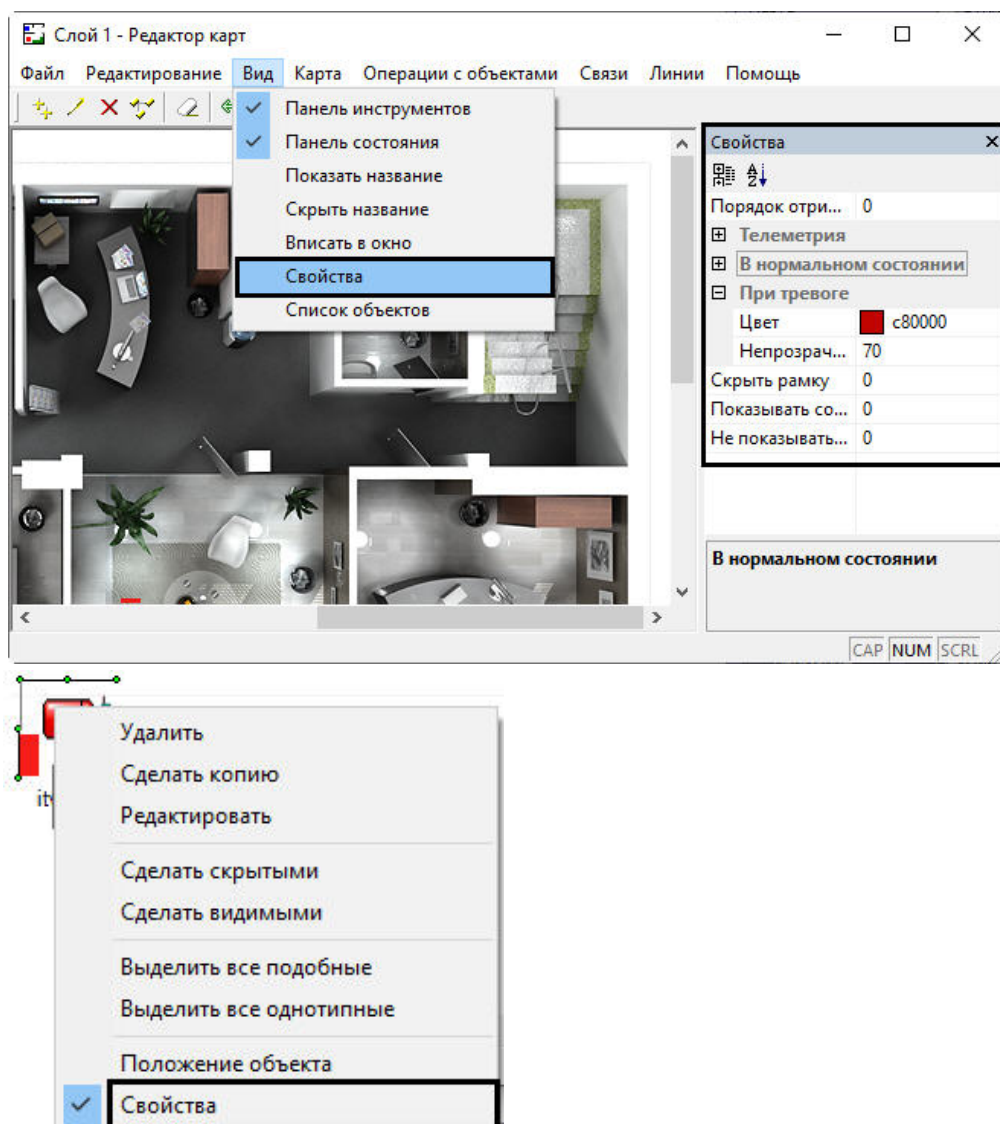 Слой 1 - Редактор карт
Файл Редактирование Вид Карта Операции с объектами Связи Линии Помощь
Панель инструментов
Панель состояния
Показать название
Скрыть название
Вписать в окно
Свойства
Список объектов
Свойства
Порядок отри... 0
Телеметрия
В нормальном состоянии
При тревоге
Цвет c80000
Непрозрач... 70
Скрыть рамку 0
Показывать со... 0
Не показывать... 0
В нормальном состоянии
CAP NUM SCRL
Удалить
Сделать копию
Редактировать
Сделать скрытыми
Сделать видимыми
Выделить все подобные
Выделить все однотипные
Положение объекта
Свойства